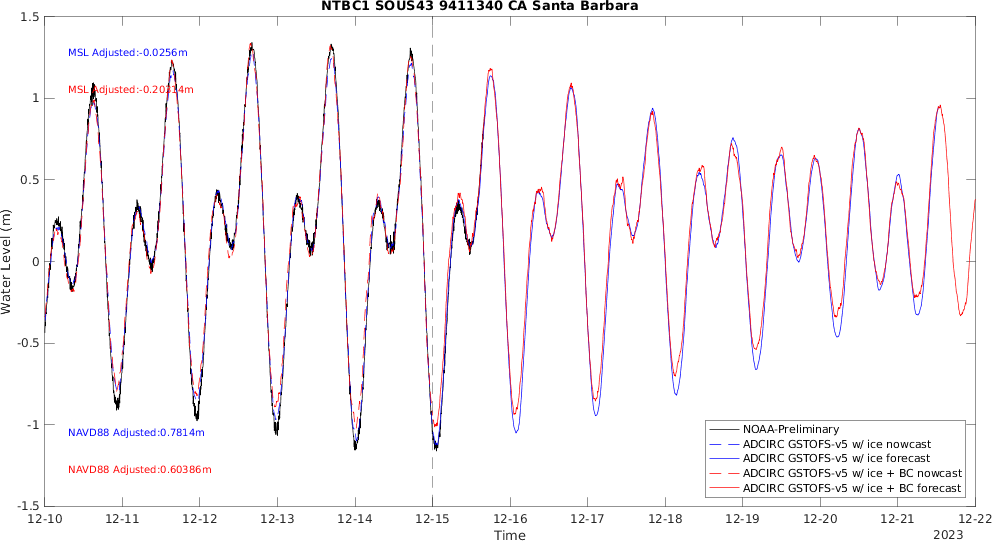 NTBC1 SOUS43 9411340 CA Santa Barbara
1.5
MSL Adjusted:-0.0256m
MSL Adjusted:-0.20314m
1
0.5
0
Water Level (m)
-0.5
-1
NAVD88 Adjusted:0.7814m
NAVD88 Adjusted:0.60386m
-1.5
NOAA-Preliminary
ADCIRC GSTOFS-v5 w/ ice nowcast
ADCIRC GSTOFS-v5 w/ ice forecast
ADCIRC GSTOFS-v5 w/ ice + BC nowcast
ADCIRC GSTOFS-v5 w/ ice + BC forecast
12-10 12-11 12-12 12-13 12-14 12-15 12-16 12-17 12-18 12-19 12-20 12-21 12-22
Time
2023